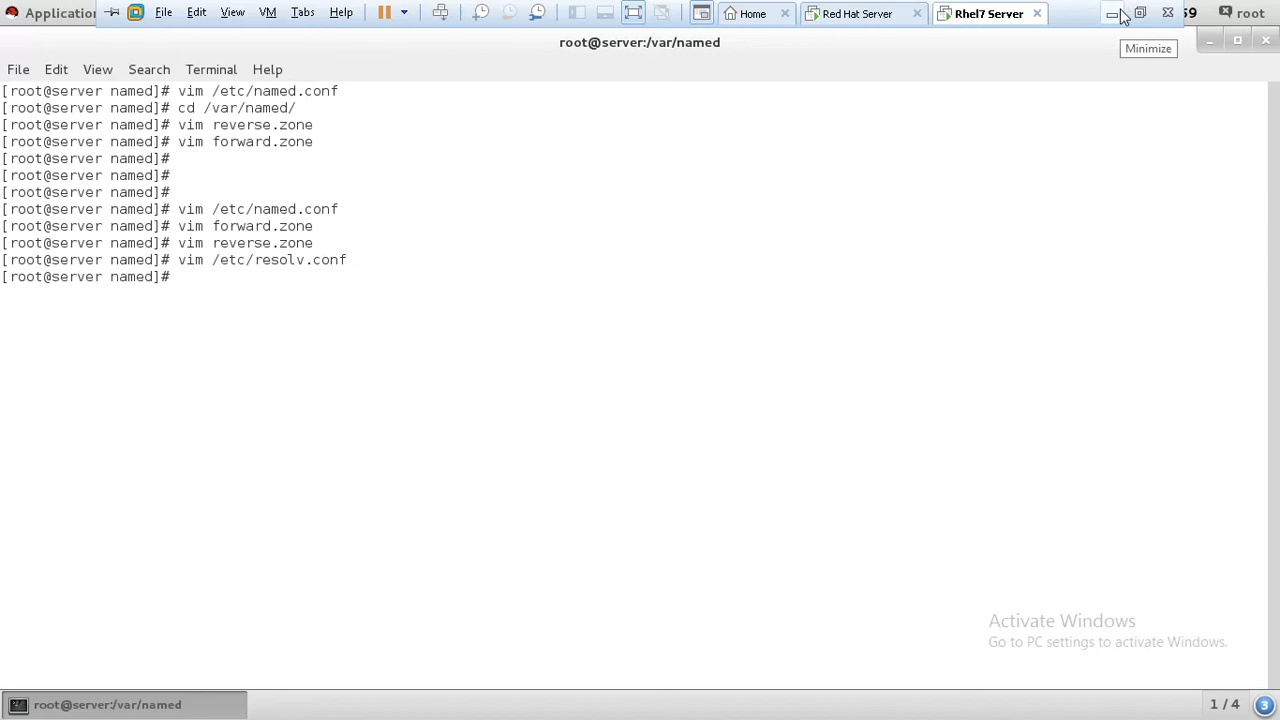 Application File Edit View VM Tabs Help Home Red Hat Server Rhel7 Server 59 root
root@server:/var/named
Minimize
File Edit View Search Terminal Help
[root@server named]# vim /etc/named.conf
[root@server named]# cd /var/named/
[root@server named]# vim reverse.zone
[root@server named]# vim forward.zone
[root@server named]#
[root@server named]#
[root@server named]#
[root@server named]# vim /etc/named.conf
[root@server named]# vim forward.zone
[root@server named]# vim reverse.zone
[root@server named]# vim /etc/resolv.conf
[root@server named]#
Activate Windows
Go to PC settings to activate Windows.
root@server:/var/named 1 / 4 3